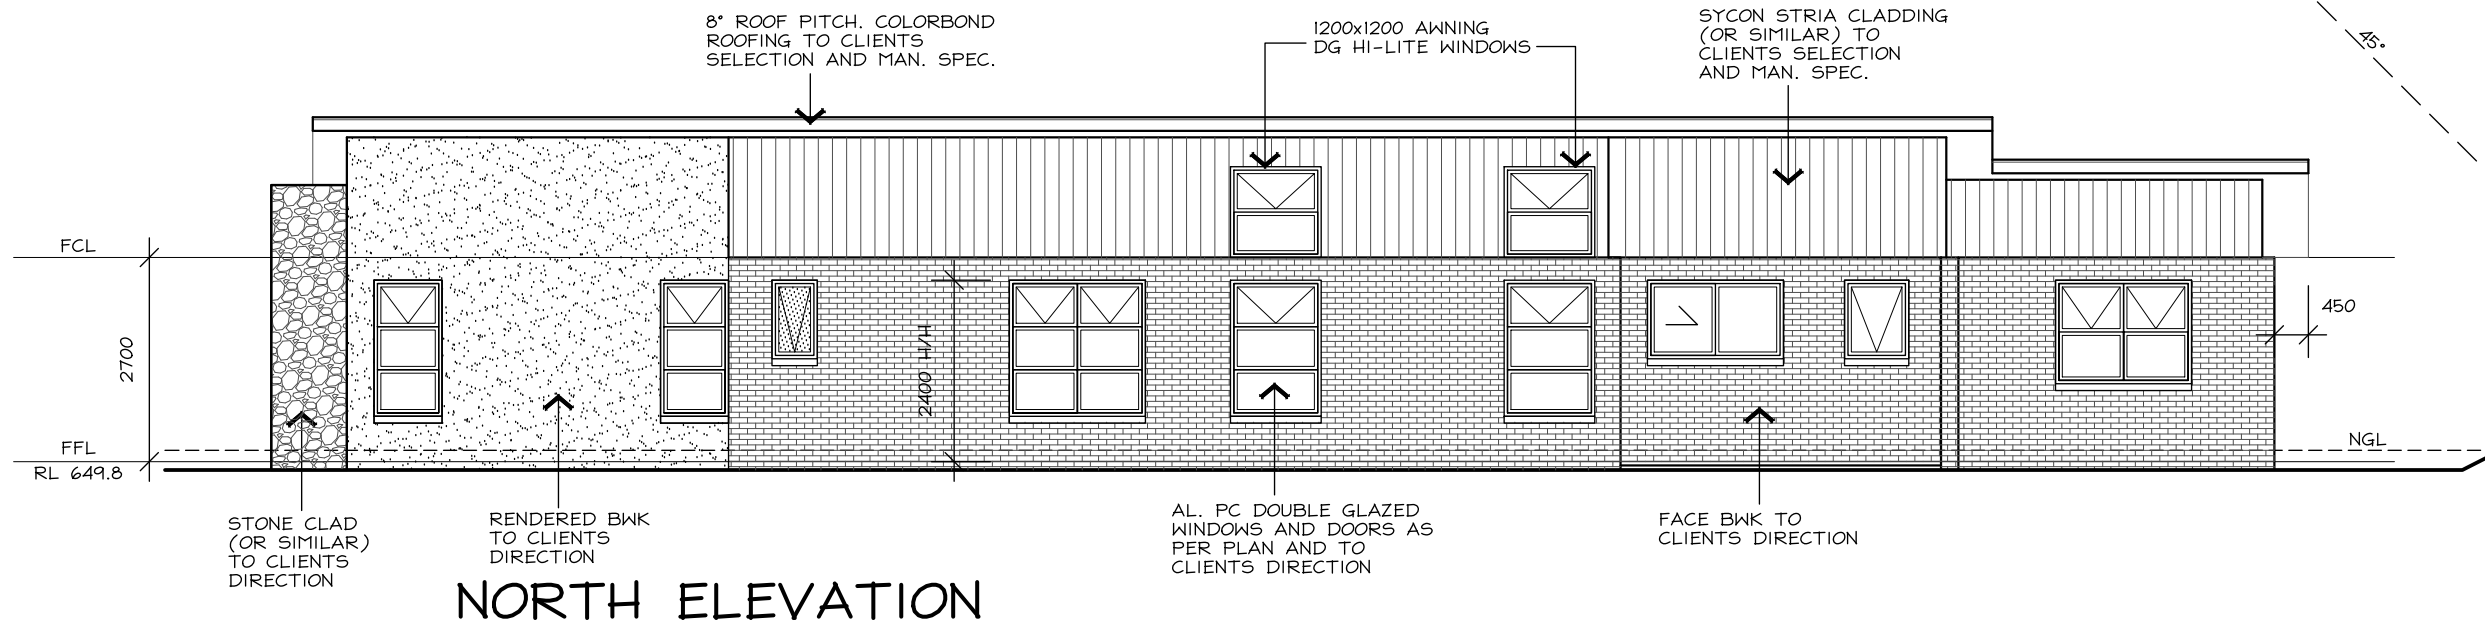 8° ROOF PITCH. COLORBOND
ROOFING TO CLIENTS
SELECTION AND MAN. SPEC.
1200x1200 AWNING
DG HI-LITE WINDOWS
SYCON STRIA CLADDING
(OR SIMILAR) TO
CLIENTS SELECTION
AND MAN. SPEC.
45°
FCL
2700
2400 H/H
450
FFL
RL 649.8
NGL
STONE CLAD
(OR SIMILAR)
TO CLIENTS
DIRECTION
RENDERED BWK
TO CLIENTS
DIRECTION
AL. PC DOUBLE GLAZED
WINDOWS AND DOORS AS
PER PLAN AND TO
CLIENTS DIRECTION
FACE BWK TO
CLIENTS DIRECTION
NORTH ELEVATION